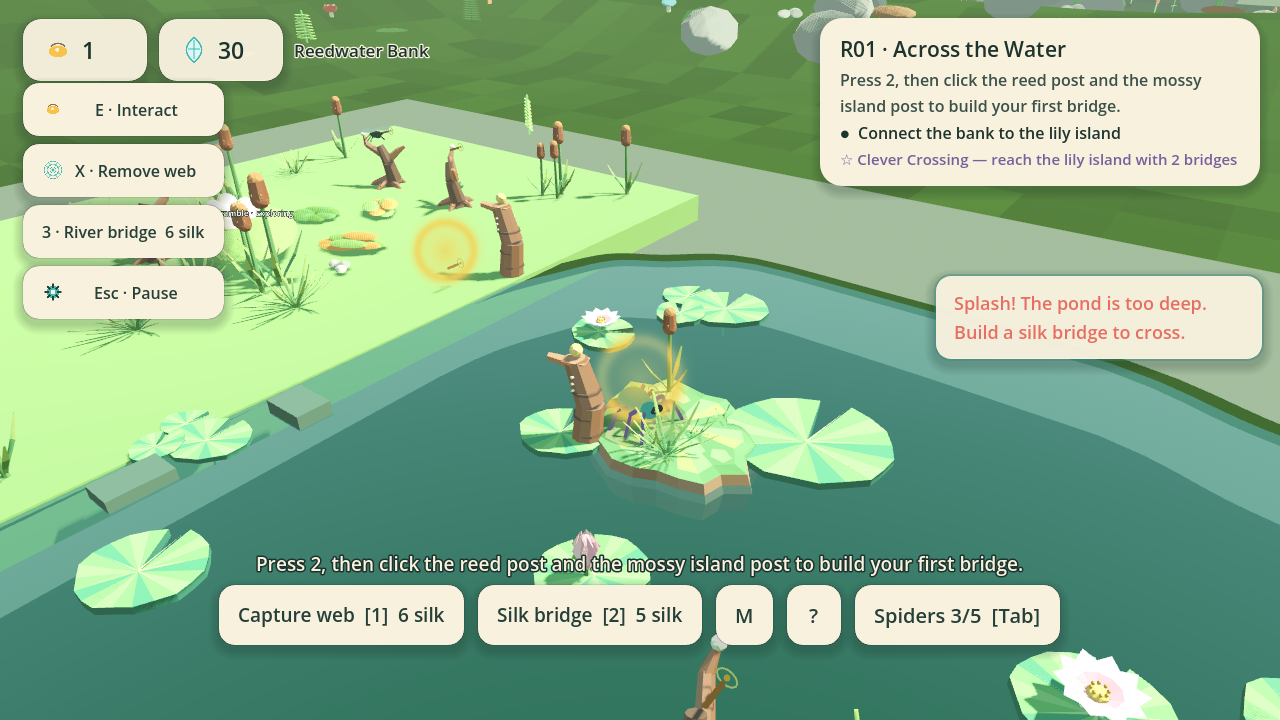 1
30
Reedwater Bank
E · Interact
X · Remove web
3 · River bridge 6 silk
Esc · Pause
R01 · Across the Water
Press 2, then click the reed post and the mossy
island post to build your first bridge.
● Connect the bank to the lily island
☆ Clever Crossing — reach the lily island with 2 bridges
Splash! The pond is too deep.
Build a silk bridge to cross.
Press 2, then click the reed post and the mossy island post to build your first bridge.
Capture web [1] 6 silk
Silk bridge [2] 5 silk
M
?
Spiders 3/5 [Tab]